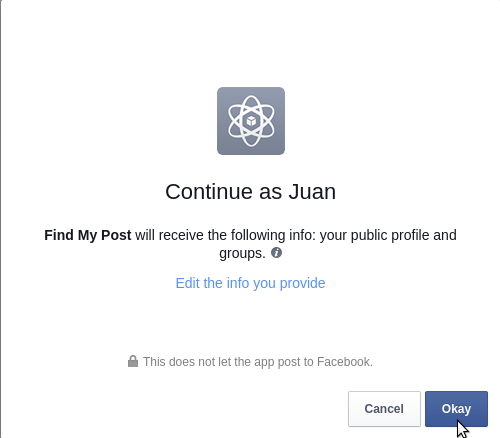 Continue as Juan
Find My Post will receive the following info: your public profile and
groups.
Edit the info you provide
This does not let the app post to Facebook.
Cancel
Okay